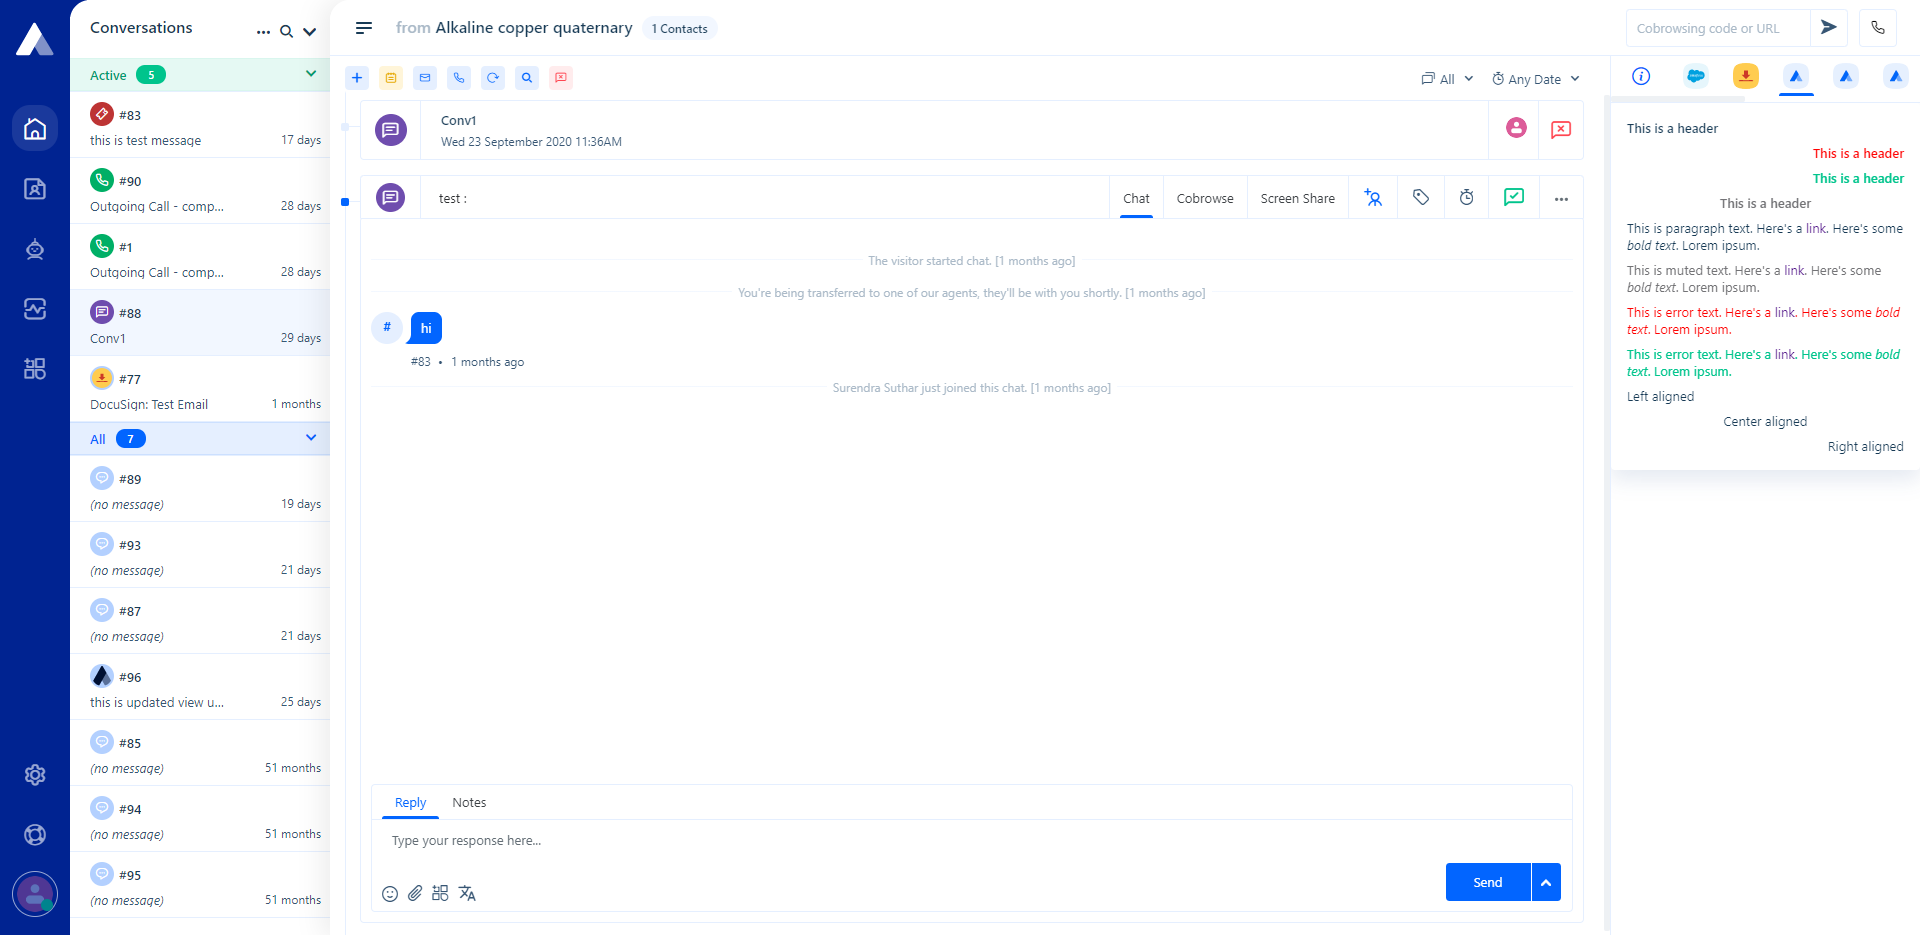 Conversations
Active 5
#83
this is test message 17 days
#90
Outgoing Call - comp... 28 days
#1
Outgoing Call - comp... 28 days
#88
Conv1 29 days
#77
DocuSign: Test Email 1 months
All 7
#89
(no message) 19 days
#93
(no message) 21 days
#87
(no message) 21 days
#96
this is updated view u... 25 days
#85
(no message) 51 months
#94
(no message) 51 months
#95
(no message) 51 months
from Alkaline copper quaternary 1 Contacts
Cobrowsing code or URL
All Any Date
Conv1
Wed 23 September 2020 11:36AM
test : Chat Cobrowse Screen Share
The visitor started chat. [1 months ago]
You're being transferred to one of our agents, they'll be with you shortly. [1 months ago]
# hi
#83 • 1 months ago
Surendra Suthar just joined this chat. [1 months ago]
Reply Notes
Type your response here...
Send
This is a header
This is a header
This is a header
This is a header
This is paragraph text. Here's a link. Here's some
bold text. Lorem ipsum.
This is muted text. Here's a link. Here's some
bold text. Lorem ipsum.
This is error text. Here's a link. Here's some bold
text. Lorem ipsum.
This is error text. Here's a link. Here's some bold
text. Lorem ipsum.
Left aligned
Center aligned
Right aligned